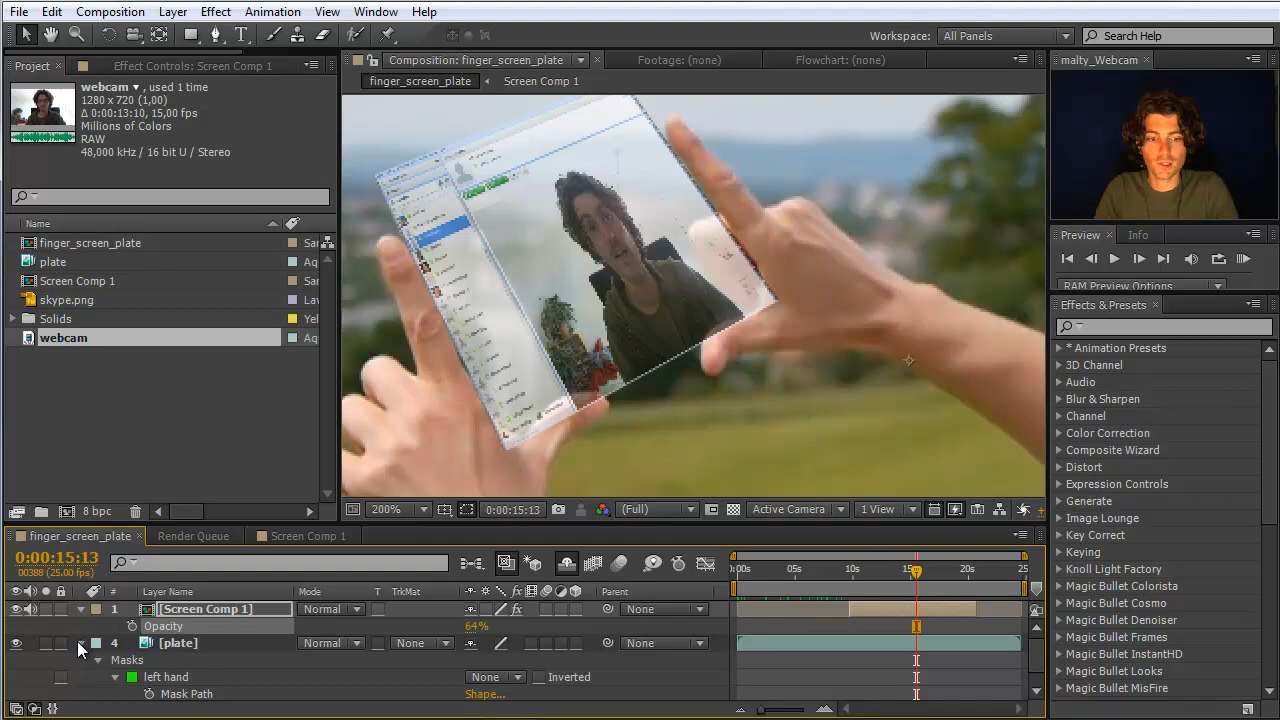 File Edit Composition Layer Effect Animation View Window Help
Workspace: All Panels Search Help
Project Effect Controls: Screen Comp 1
webcam , used 1 time
1280 x 720 (1,00)
Δ 0:00:13:10, 15,00 fps
Millions of Colors
RAW
48,000 kHz / 16 bit U / Stereo
Name
finger_screen_plate Sar
plate Aq
Screen Comp 1 Sar
skype.png Lav
Solids Yel
webcam Aq
8 bpc
Composition: finger_screen_plate Footage: (none) Flowchart: (none)
finger_screen_plate Screen Comp 1
200% 0:00:15:13 (Full) Active Camera 1 View
malty_Webcam
Preview Info
RAM Preview Options
Effects & Presets
* Animation Presets
3D Channel
Audio
Blur & Sharpen
Channel
Color Correction
Composite Wizard
Distort
Expression Controls
Generate
Image Lounge
Key Correct
Keying
Knoll Light Factory
Magic Bullet Colorista
Magic Bullet Cosmo
Magic Bullet Denoiser
Magic Bullet Frames
Magic Bullet InstantHD
Magic Bullet Looks
Magic Bullet MisFire
finger_screen_plate Render Queue Screen Comp 1
0:00:15:13
00388 (25.00 fps)
:00s 05s 10s 15s 20s 25
# Layer Name Mode T TrkMat Parent
1 [Screen Comp 1] Normal None
Opacity 64%
4 [plate] Normal None None
Masks
left hand None Inverted
Mask Path Shape...